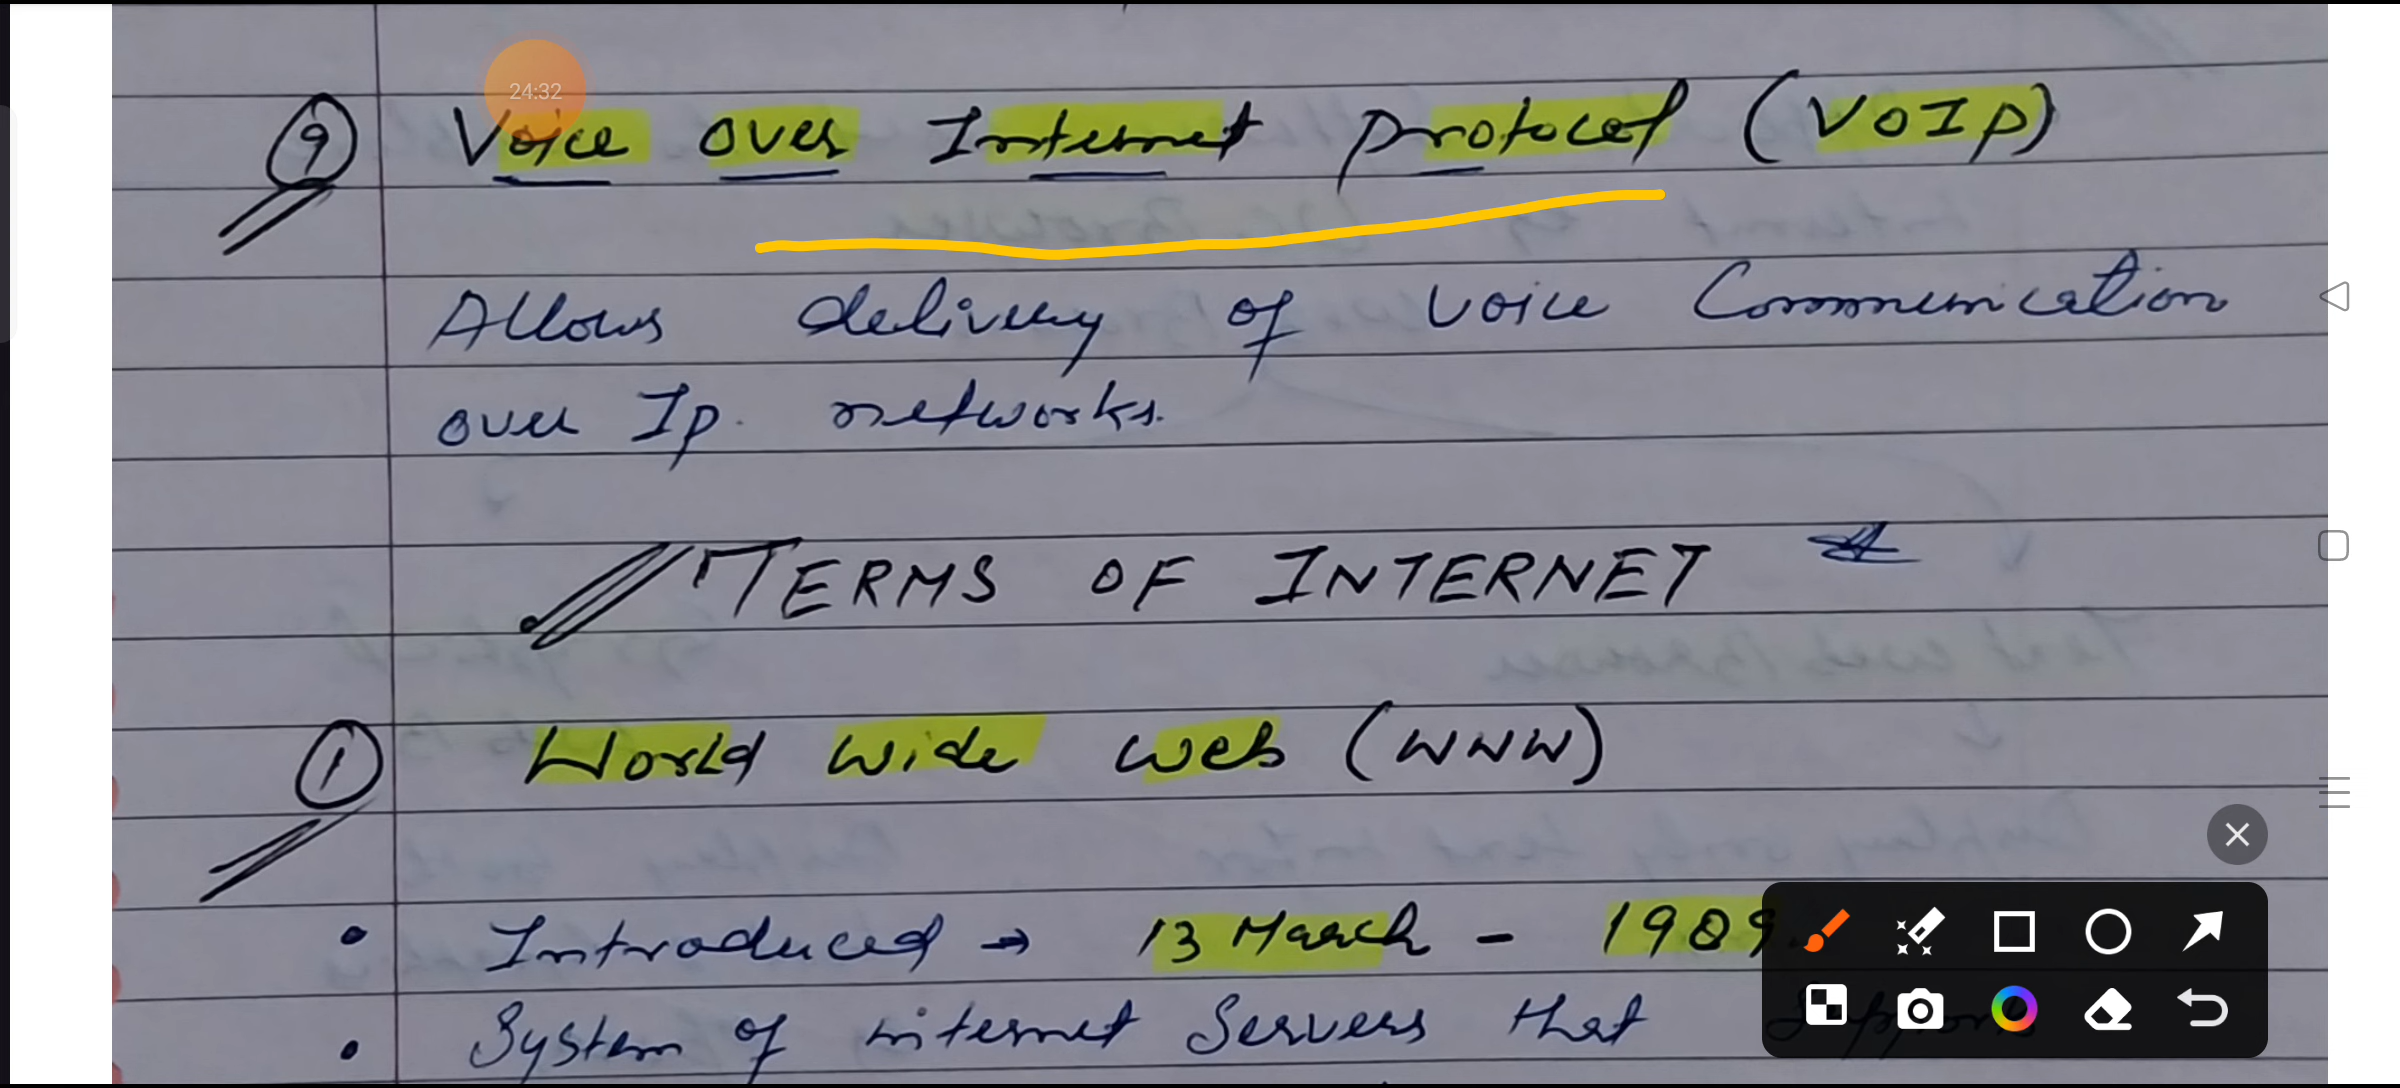 24:32
9 Voice over Internet Protocol (VOIP)
Allows delivery of voice Communication
over Ip. networks.
TERMS OF INTERNET
1 World Wide Web (WWW)
• Introduced → 13 March - 1989.
• System of internet Servers that Support